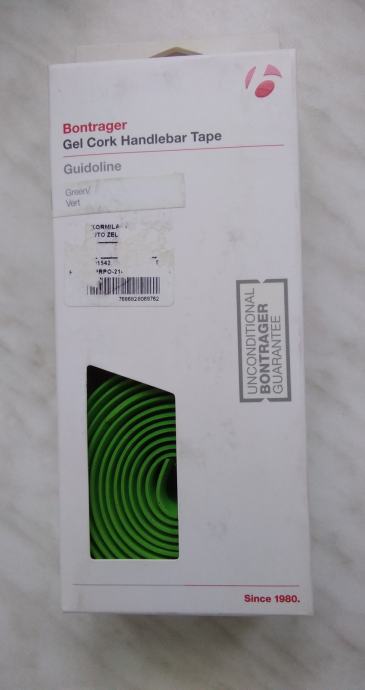 Bontrager
Gel Cork Handlebar Tape
Guidoline
Green/
Vert
UNCONDITIONAL
BONTRAGER
GUARANTEE
Since 1980.